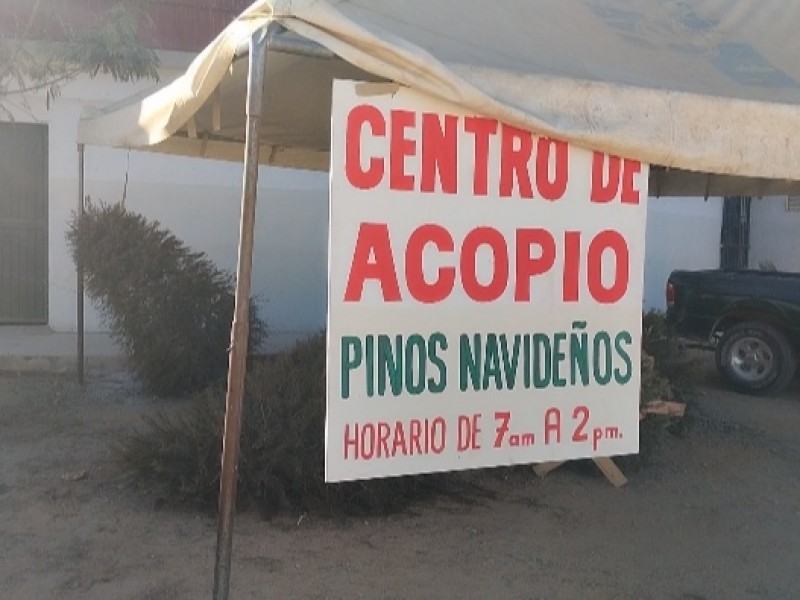 CENTRO DE
ACOPIO
PINOS NAVIDEÑOS
HORARIO DE 7am A 2pm.